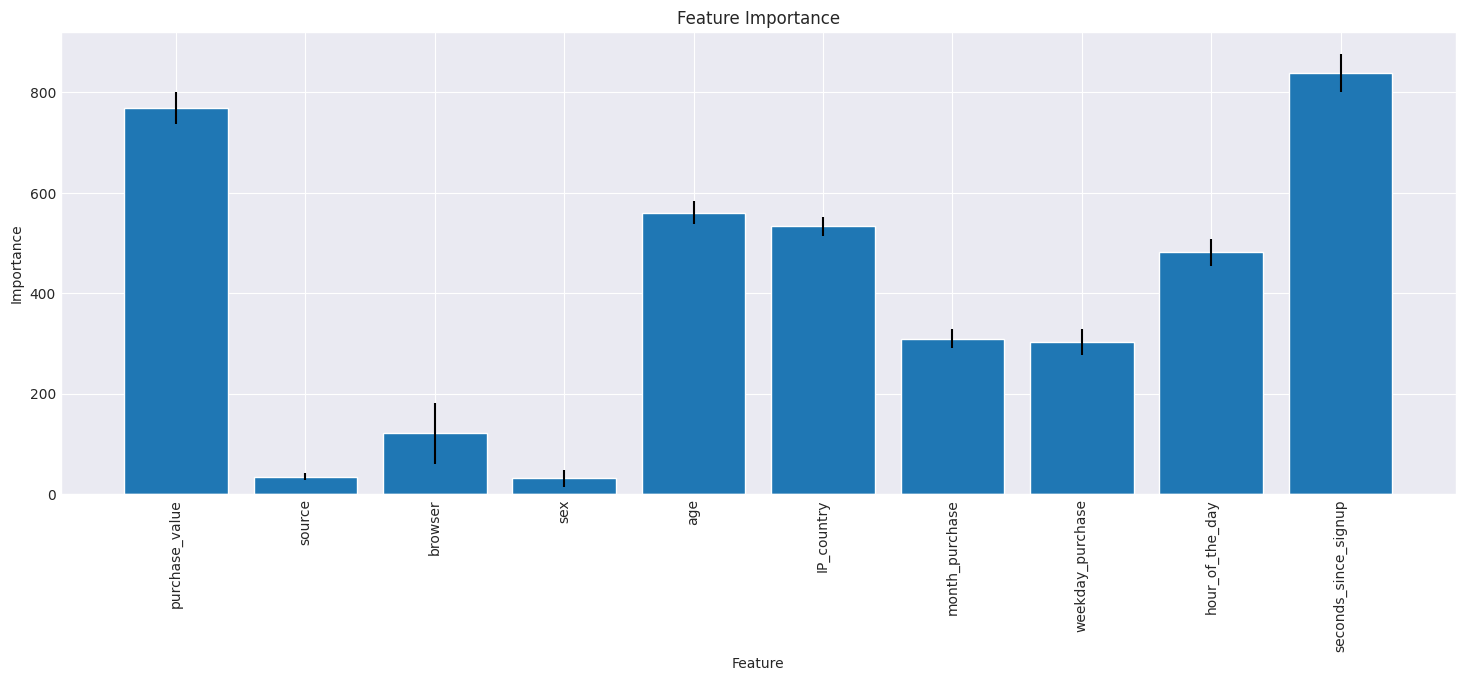 Feature Importance
Importance
800
600
400
200
0
purchase_value
source
browser
sex
age
IP_country
month_purchase
weekday_purchase
hour_of_the_day
seconds_since_signup
Feature